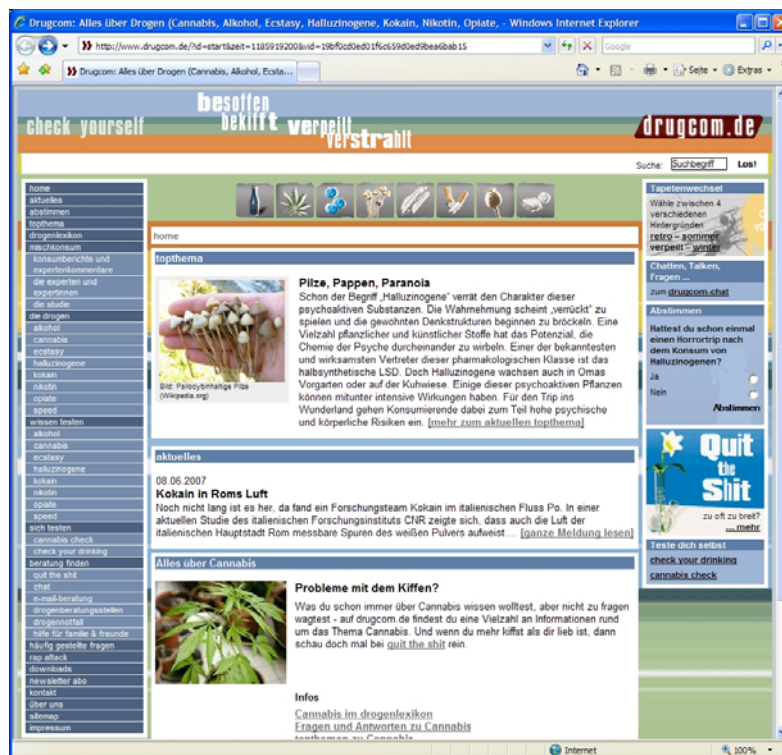 Drugcom: Alles über Drogen (Cannabis, Alkohol, Ecstasy, Halluzinogene, Kokain, Nikotin, Opiate, - Windows Internet Explorer
http://www.drugcom.de/?id=start&zeit=1185919200&vid=19bf0cd0ed01f6c659d0ed9bea6bab15
Google
Drugcom: Alles über Drogen (Cannabis, Alkohol, Ecsta...
Seite
Extras
check yourself
besoffen
bekifft verpeilt
verstrahlt
drugcom.de
Suche: Suchbegriff Los!
home
aktuelles
abstimmen
topthema
drogenlexikon
mischkonsum
konsumberichte und
expertenkommentare
die experten und
expertinnen
die studie
die drogen
alkohol
cannabis
ecstasy
halluzinogene
kokain
nikotin
opiate
speed
wissen testen
alkohol
cannabis
ecstasy
halluzinogene
kokain
nikotin
opiate
speed
sich testen
cannabis check
check your drinking
beratung finden
quit the shit
chat
e-mail-beratung
drogenberatungsstellen
drogennotfall
hilfe für familie & freunde
häufig gestellte fragen
rap attack
downloads
newsletter abo
kontakt
über uns
sitemap
impressum
home
topthema
Pilze, Pappen, Paranoia
Schon der Begriff „Halluzinogene" verrät den Charakter dieser
psychoaktiven Substanzen. Die Wahrnehmung scheint „verrückt" zu
spielen und die gewohnten Denkstrukturen beginnen zu bröckeln. Eine
Vielzahl pflanzlicher und künstlicher Stoffe hat das Potenzial, die
Chemie der Psyche durcheinander zu wirbeln. Einer der bekanntesten
und wirksamsten Vertreter dieser pharmakologischen Klasse ist das
halbsynthetische LSD. Doch Halluzinogene wachsen auch in Omas
Vorgarten oder auf der Kuhwiese. Einige dieser psychoaktiven Pflanzen
können mitunter intensive Wirkungen haben. Für den Trip ins
Wunderland gehen Konsumierende dabei zum Teil hohe psychische
und körperliche Risiken ein. [mehr zum aktuellen topthema]
Bild: Psilocybinhaltige Pilze
(Wikipedia.org)
aktuelles
08.06.2007
Kokain in Roms Luft
Noch nicht lang ist es her, da fand ein Forschungsteam Kokain im italienischen Fluss Po. In einer
aktuellen Studie des italienischen Forschungsinstituts CNR zeigte sich, dass auch die Luft der
italienischen Hauptstadt Rom messbare Spuren des weißen Pulvers aufweist.... [ganze Meldung lesen]
Alles über Cannabis
Probleme mit dem Kiffen?
Was du schon immer über Cannabis wissen wolltest, aber nicht zu fragen
wagtest - auf drugcom.de findest du eine Vielzahl an Informationen rund
um das Thema Cannabis. Und wenn du mehr kiffst als dir lieb ist, dann
schau doch mal bei quit the shit rein.
Infos
Cannabis im drogenlexikon
Fragen und Antworten zu Cannabis
topthemen zu Cannabis
Tapetenwechsel
Wähle zwischen 4
verschiedenen
Hintergründen
retro – sommer
verpeilt – winter
Chatten, Talken,
Fragen ...
zum drugcom-chat
Abstimmen
Hattest du schon einmal
einen Horrortrip nach
dem Konsum von
Halluzinogenen?
Ja
Nein
Abstimmen
Quit
the
Shit
zu oft zu breit?
... mehr
Teste dich selbst
check your drinking
cannabis check
Internet
100%